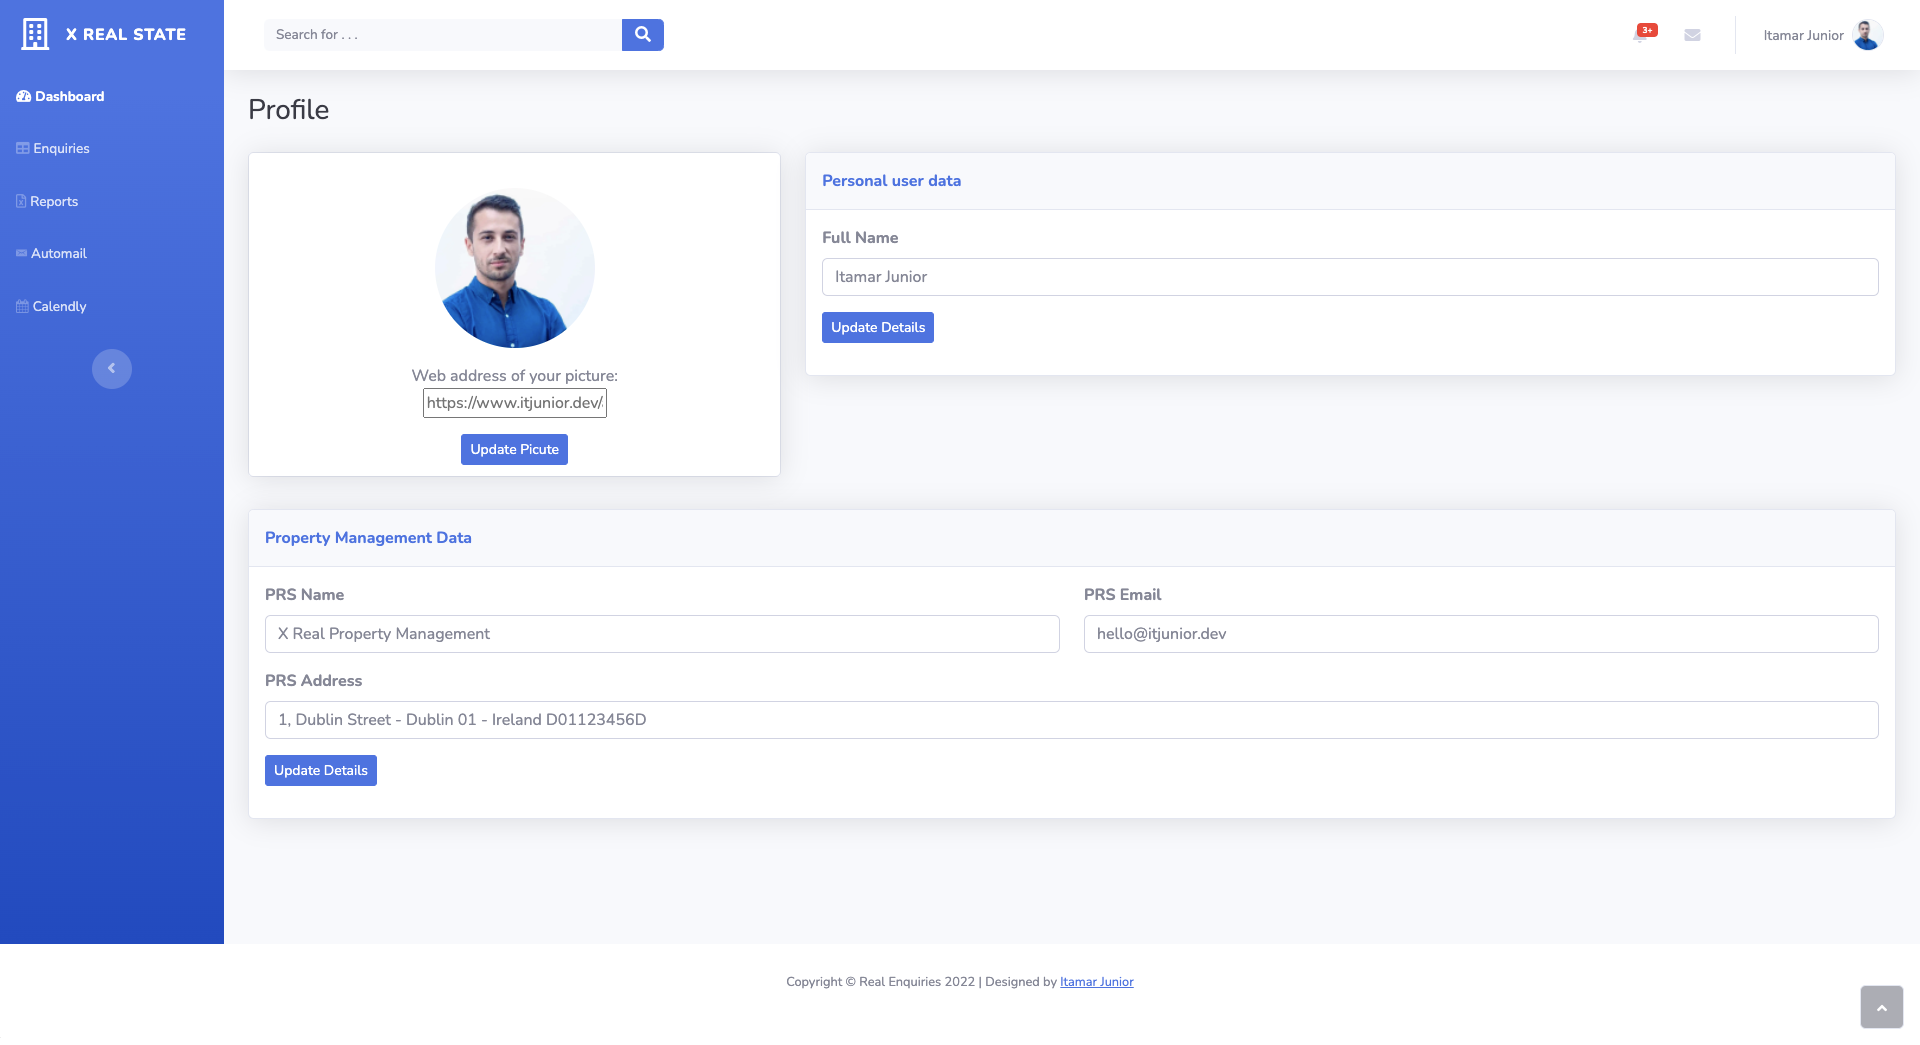 X REAL STATE
Search for . . .
3+
Itamar Junior
Dashboard
Enquiries
Reports
Automail
Calendly
Profile
Web address of your picture:
https://www.itjunior.dev/
Update Picute
Personal user data
Full Name
Itamar Junior
Update Details
Property Management Data
PRS Name
PRS Email
X Real Property Management
hello@itjunior.dev
PRS Address
1, Dublin Street - Dublin 01 - Ireland D01123456D
Update Details
Copyright © Real Enquiries 2022 | Designed by Itamar Junior